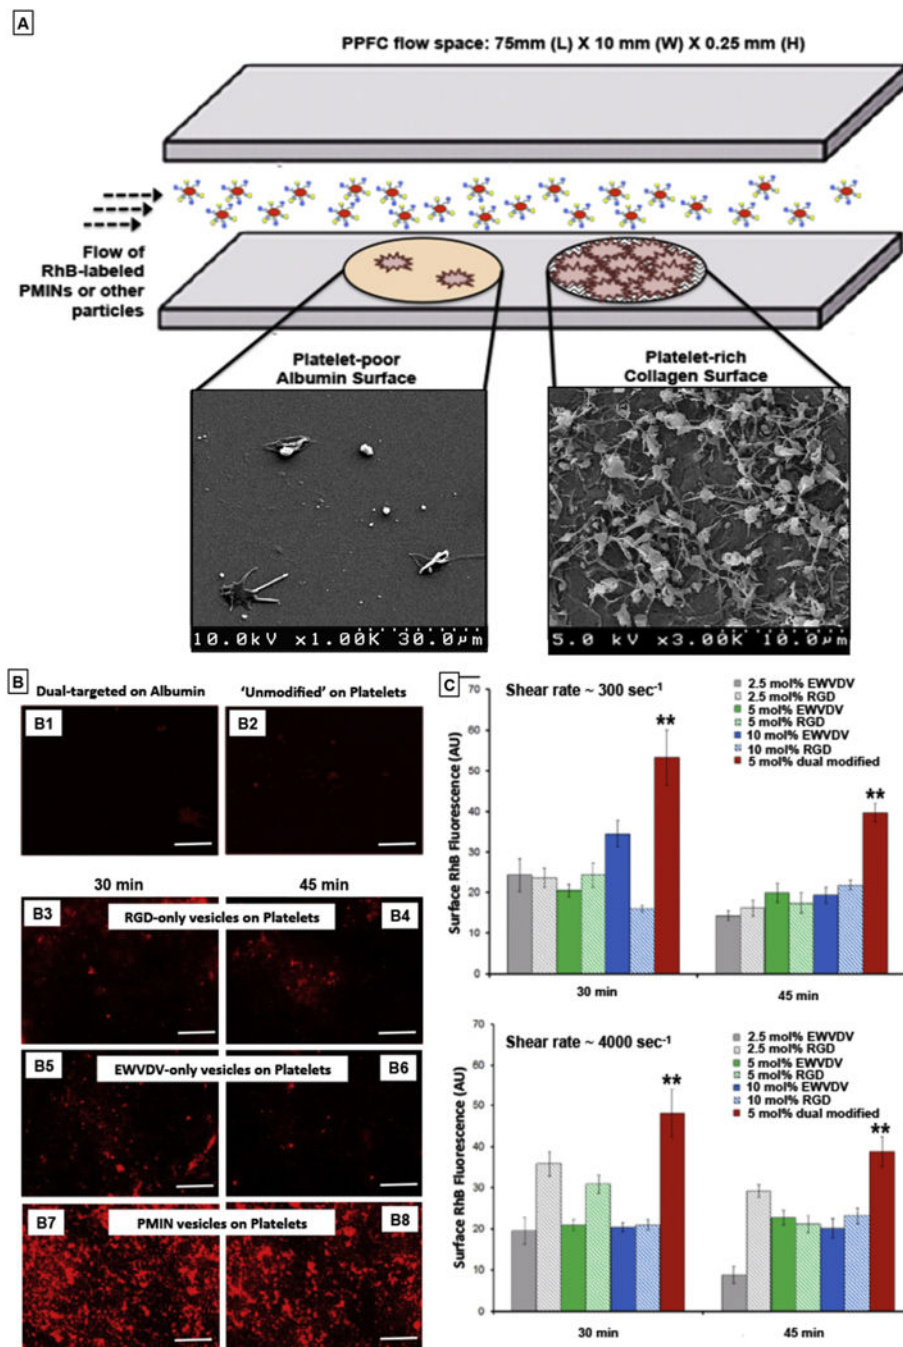 A
PPFC flow space: 75mm (L) X 10 mm (W) X 0.25 mm (H)
Flow of
RhB-labeled
PMINs or other
particles
Platelet-poor
Albumin Surface
Platelet-rich
Collagen Surface
10.0kV x1.00K 30.0μm
5.0 kV x3.00K 10.0μm
B
Dual-targeted on Albumin
'Unmodified' on Platelets
B1
B2
30 min
45 min
B3
RGD-only vesicles on Platelets
B4
B5
EWVDV-only vesicles on Platelets
B6
B7
PMIN vesicles on Platelets
B8
C
Shear rate ~ 300 sec⁻¹
2.5 mol% EWVDV
2.5 mol% RGD
5 mol% EWVDV
5 mol% RGD
10 mol% EWVDV
10 mol% RGD
5 mol% dual modified
**
**
Surface RhB Fluorescence (AU)
70
60
50
40
30
20
10
0
30 min
45 min
Shear rate ~ 4000 sec⁻¹
2.5 mol% EWVDV
2.5 mol% RGD
5 mol% EWVDV
5 mol% RGD
10 mol% EWVDV
10 mol% RGD
5 mol% dual modified
**
**
Surface RhB Fluorescence (AU)
70
60
50
40
30
20
10
0
30 min
45 min